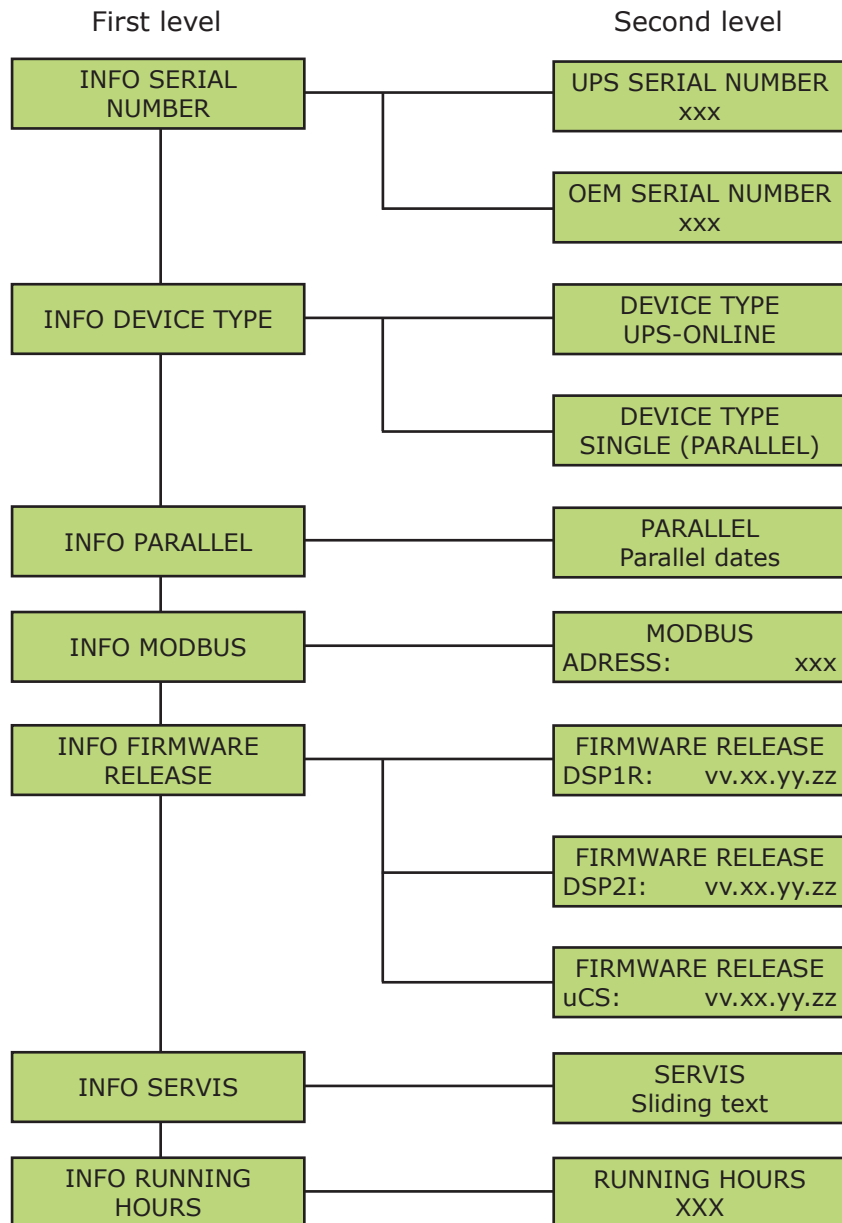 First level
Second level
INFO SERIAL
NUMBER
UPS SERIAL NUMBER
xxx
OEM SERIAL NUMBER
xxx
INFO DEVICE TYPE
DEVICE TYPE
UPS-ONLINE
DEVICE TYPE
SINGLE (PARALLEL)
INFO PARALLEL
PARALLEL
Parallel dates
INFO MODBUS
MODBUS
ADRESS: xxx
INFO FIRMWARE
RELEASE
FIRMWARE RELEASE
DSP1R: vv.xx.yy.zz
FIRMWARE RELEASE
DSP2I: vv.xx.yy.zz
FIRMWARE RELEASE
uCS: vv.xx.yy.zz
INFO SERVIS
SERVIS
Sliding text
INFO RUNNING
HOURS
RUNNING HOURS
XXX